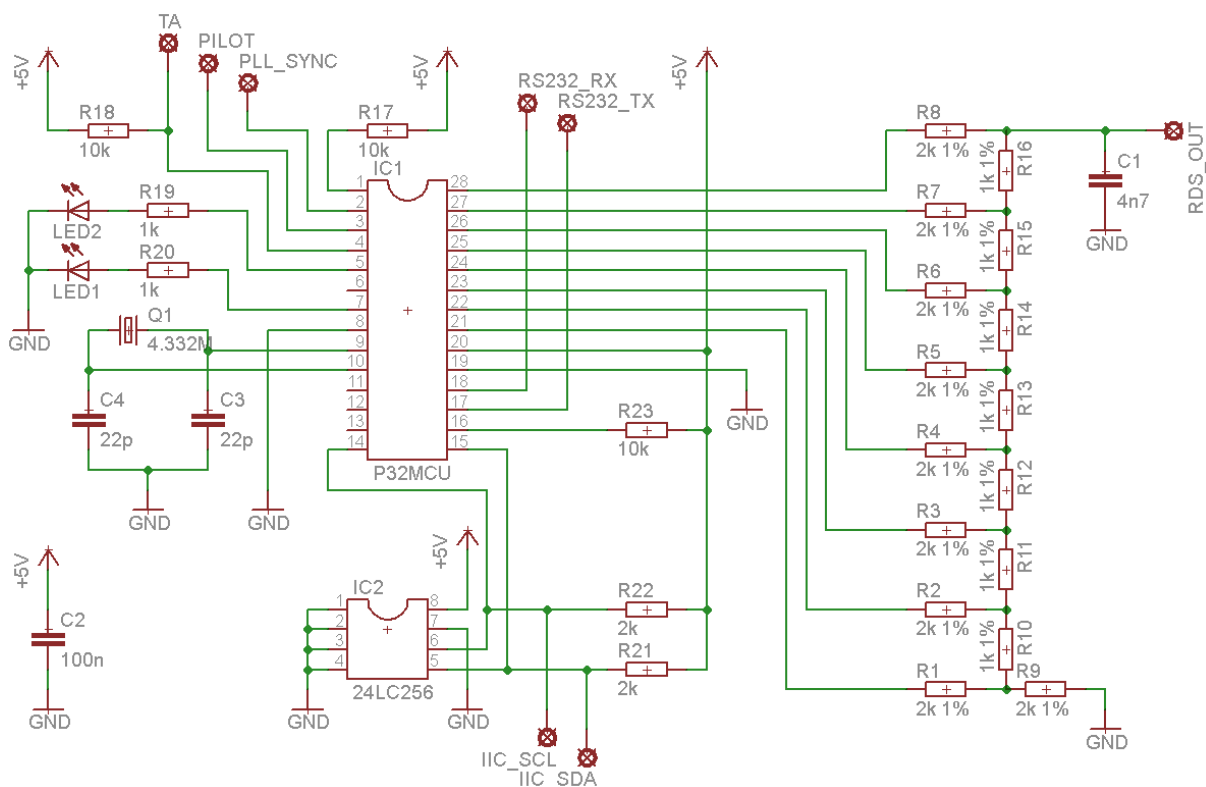 TA
PILOT
PLL_SYNC
+5V
R18
10k
+5V
R17
10k
RS232_RX
RS232_TX
+5V
R8
2k 1%
1k 1%
R16
C1
4n7
GND
RDS_OUT
IC1
1
2
3
4
5
6
7
8
9
10
11
12
13
14
28
27
26
25
24
23
22
21
20
19
18
17
16
15
P32MCU
LED2
R19
1k
LED1
R20
1k
GND
Q1
4.332M
C4
22p
C3
22p
GND
GND
R7
2k 1%
1k 1%
R15
R6
2k 1%
1k 1%
R14
R5
2k 1%
1k 1%
R13
R4
2k 1%
1k 1%
R12
R3
2k 1%
1k 1%
R11
R2
2k 1%
1k 1%
R10
R1
2k 1%
R9
2k 1%
GND
GND
R23
10k
+5V
C2
100n
GND
+5V
IC2
1
2
3
4
8
7
6
5
24LC256
GND
GND
R22
2k
R21
2k
IIC_SCL
IIC_SDA